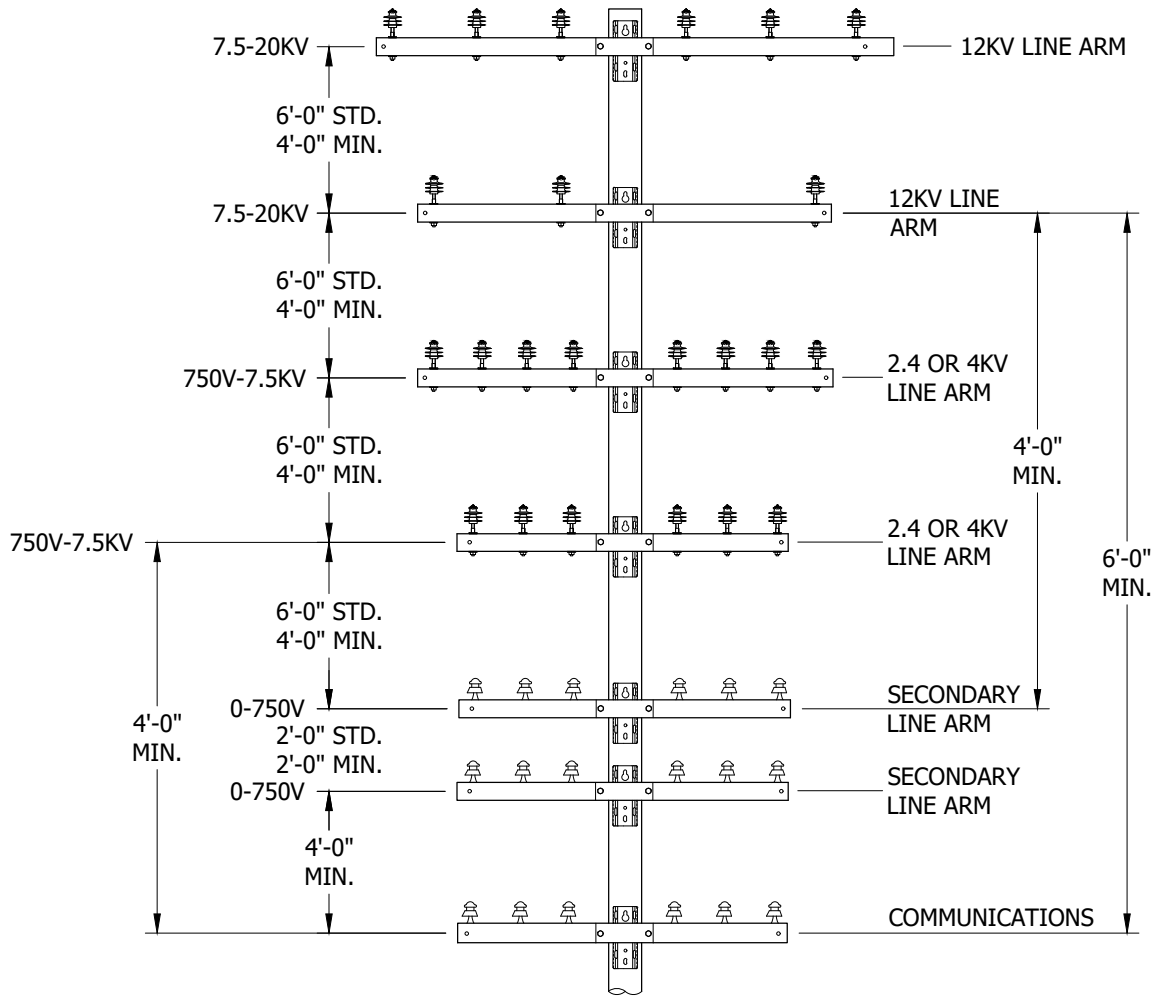 7.5-20KV
12KV LINE ARM
6'-0" STD.
4'-0" MIN.
7.5-20KV
12KV LINE
ARM
6'-0" STD.
4'-0" MIN.
750V-7.5KV
2.4 OR 4KV
LINE ARM
4'-0"
MIN.
6'-0" STD.
4'-0" MIN.
750V-7.5KV
2.4 OR 4KV
LINE ARM
6'-0"
MIN.
6'-0" STD.
4'-0" MIN.
0-750V
SECONDARY
LINE ARM
4'-0"
MIN.
2'-0" STD.
2'-0" MIN.
0-750V
SECONDARY
LINE ARM
4'-0"
MIN.
COMMUNICATIONS